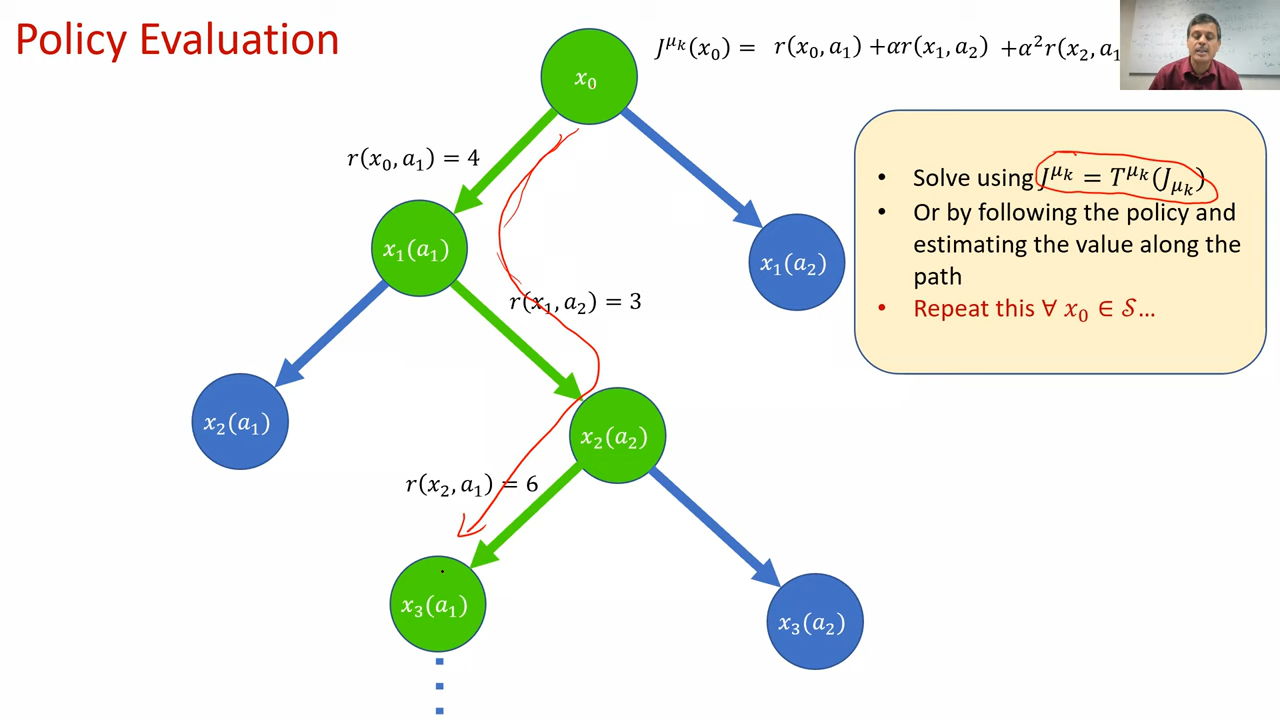 Policy Evaluation
J^{μ_k}(x_0) = r(x_0, a_1) + αr(x_1, a_2) + α^2 r(x_2, a_1
x_0
r(x_0, a_1) = 4
x_1(a_1)
x_1(a_2)
r(x_1, a_2) = 3
x_2(a_1)
x_2(a_2)
r(x_2, a_1) = 6
x_3(a_1)
x_3(a_2)
• Solve using J^{μ_k} = T^{μ_k}(J_{μ_k})
• Or by following the policy and
estimating the value along the
path
• Repeat this ∀ x_0 ∈ 𝒮…